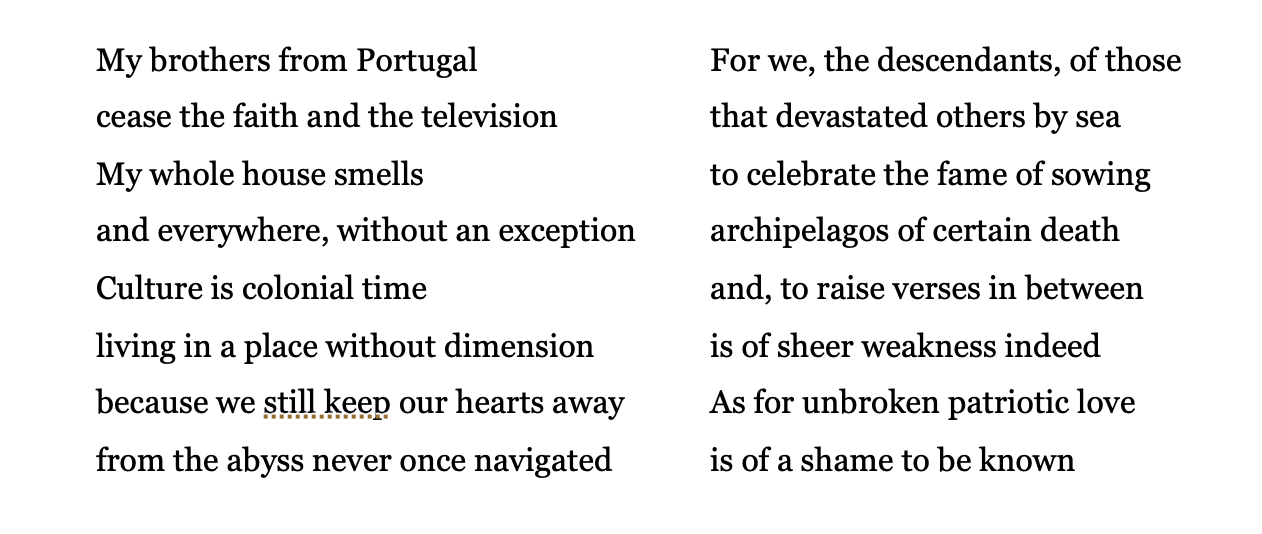 My brothers from Portugal
cease the faith and the television
My whole house smells
and everywhere, without an exception
Culture is colonial time
living in a place without dimension
because we still keep our hearts away
from the abyss never once navigated
For we, the descendants, of those
that devastated others by sea
to celebrate the fame of sowing
archipelagos of certain death
and, to raise verses in between
is of sheer weakness indeed
As for unbroken patriotic love
is of a shame to be known